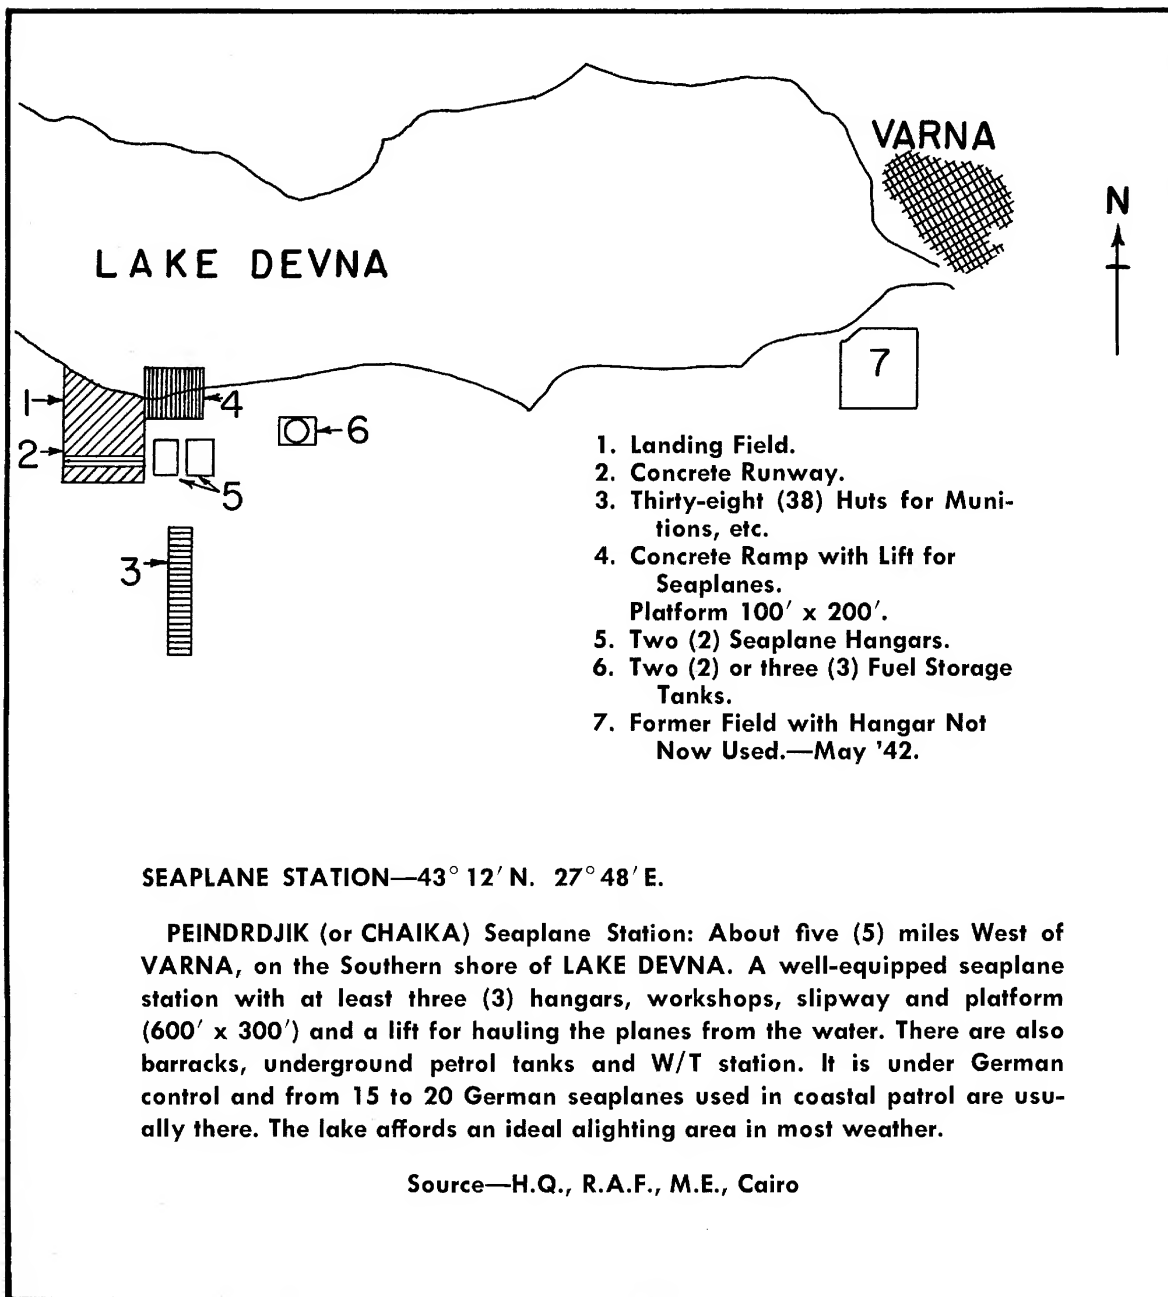 VARNA
N
LAKE DEVNA
7
1
4
2
6
5
3
1. Landing Field.
2. Concrete Runway.
3. Thirty-eight (38) Huts for Muni-
tions, etc.
4. Concrete Ramp with Lift for
Seaplanes.
Platform 100′ x 200′.
5. Two (2) Seaplane Hangars.
6. Two (2) or three (3) Fuel Storage
Tanks.
7. Former Field with Hangar Not
Now Used.—May '42.
SEAPLANE STATION—43° 12′ N. 27° 48′ E.
PEINDRDJIK (or CHAIKA) Seaplane Station: About five (5) miles West of
VARNA, on the Southern shore of LAKE DEVNA. A well-equipped seaplane
station with at least three (3) hangars, workshops, slipway and platform
(600′ x 300′) and a lift for hauling the planes from the water. There are also
barracks, underground petrol tanks and W/T station. It is under German
control and from 15 to 20 German seaplanes used in coastal patrol are usu-
ally there. The lake affords an ideal alighting area in most weather.
Source—H.Q., R.A.F., M.E., Cairo